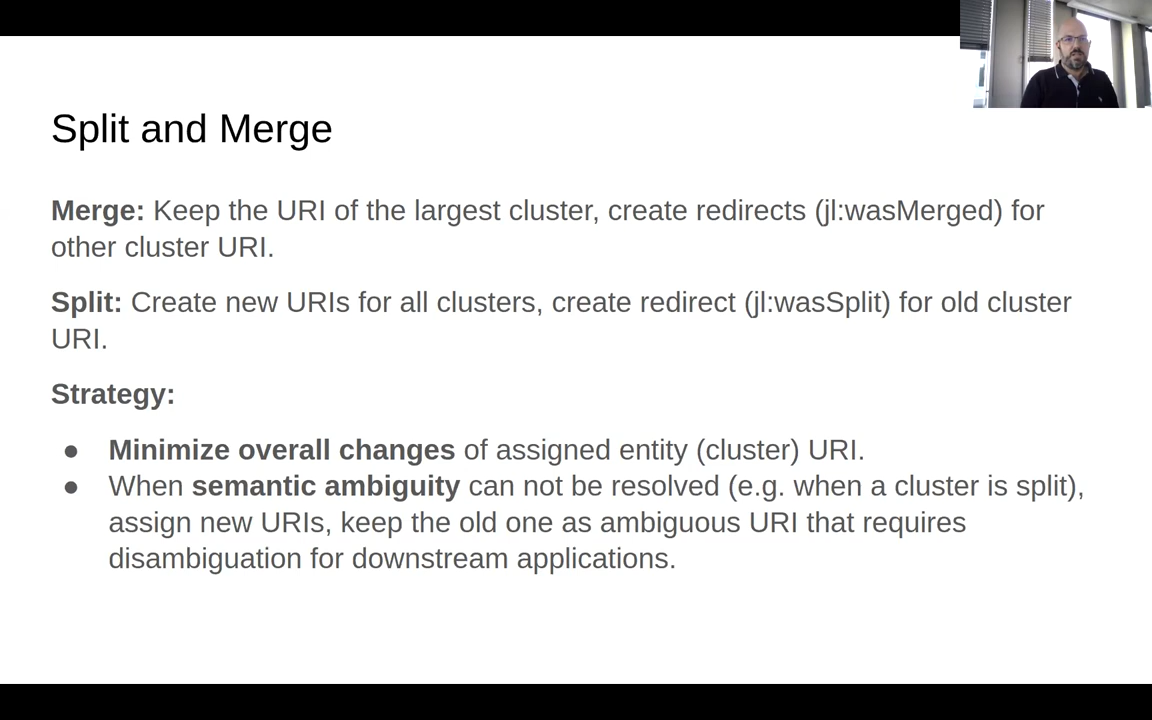 Split and Merge
Merge: Keep the URI of the largest cluster, create redirects (jl:wasMerged) for
other cluster URI.
Split: Create new URIs for all clusters, create redirect (jl:wasSplit) for old cluster
URI.
Strategy:
● Minimize overall changes of assigned entity (cluster) URI.
● When semantic ambiguity can not be resolved (e.g. when a cluster is split),
assign new URIs, keep the old one as ambiguous URI that requires
disambiguation for downstream applications.